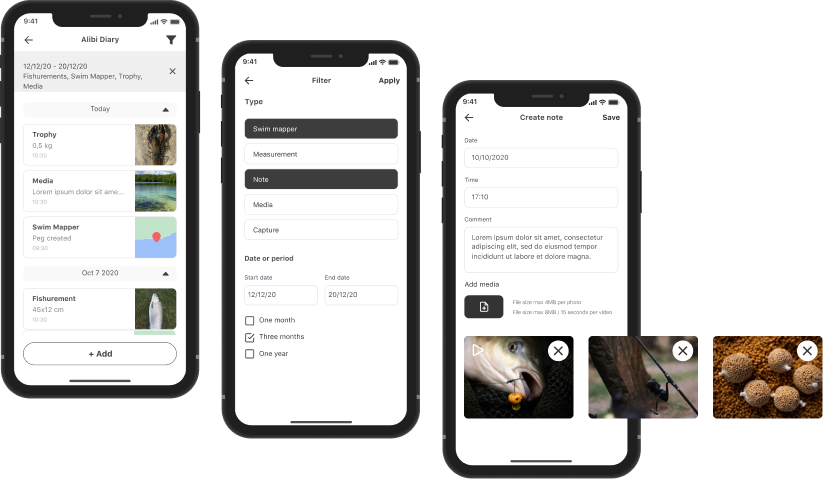 9:41
Alibi Diary
12/12/20 - 20/12/20
Fishurements, Swim Mapper, Trophy,
Media
Today
Trophy
0,5 kg
10:30
Media
Lorem ipsum dolor sit ame...
10:30
Swim Mapper
Peg created
09:30
Oct 7 2020
Fishurement
45x12 cm
10:30
+ Add
9:41
Filter
Apply
Type
Swim mapper
Measurement
Note
Media
Capture
Date or period
Start date
End date
12/12/20
20/12/20
One month
Three months
One year
9:41
Create note
Save
Date
10/10/2020
Time
17:10
Comment
Lorem ipsum dolor sit amet, consectetur
adipiscing elit, sed do eiusmod tempor
incididunt ut labore et dolore magna.
Add media
File size max 4MB per photo
File size max 8MB / 15 seconds per video